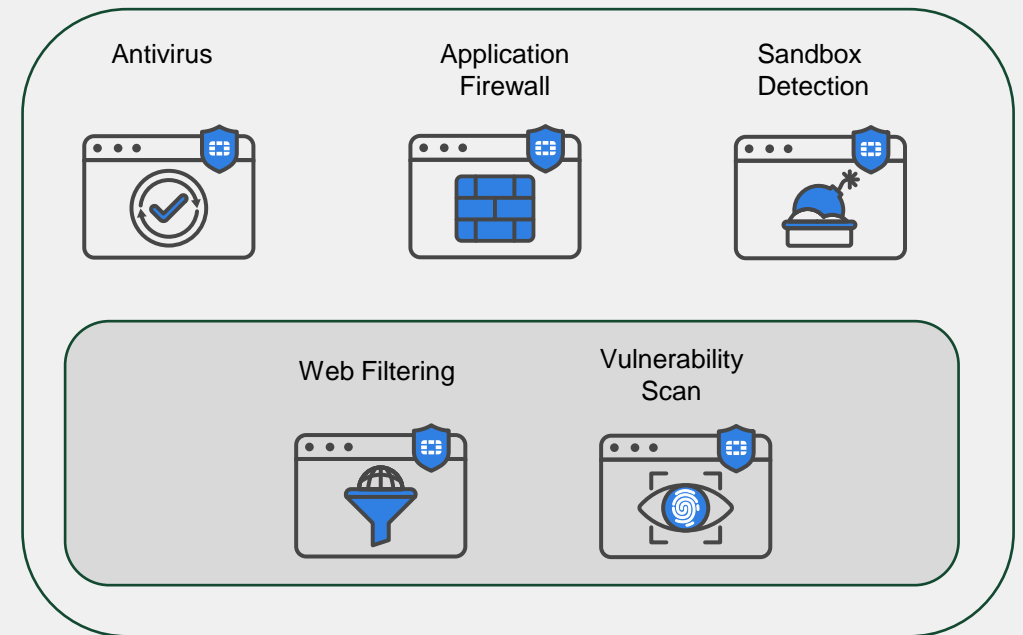 Antivirus
Application
Firewall
Sandbox
Detection
Web Filtering
Vulnerability
Scan